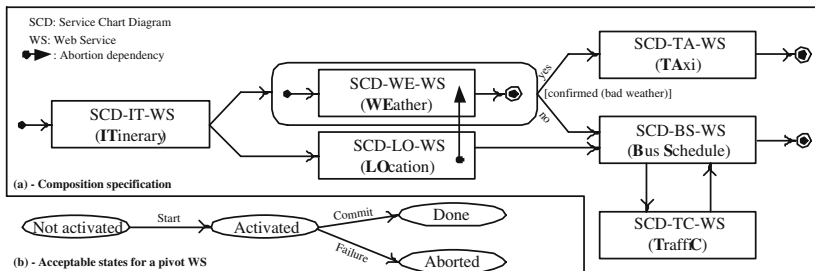 SCD: Service Chart Diagram
WS: Web Service
: Abortion dependency
SCD-IT-WS
(ITinerary)
SCD-WE-WS
(WEather)
SCD-LO-WS
(LOcation)
yes
[confirmed (bad weather)]
no
SCD-TA-WS
(TAxi)
SCD-BS-WS
(Bus Schedule)
SCD-TC-WS
(TraffiC)
(a) - Composition specification
Not activated
Start
Activated
Commit
Done
Failure
Aborted
(b) - Acceptable states for a pivot WS